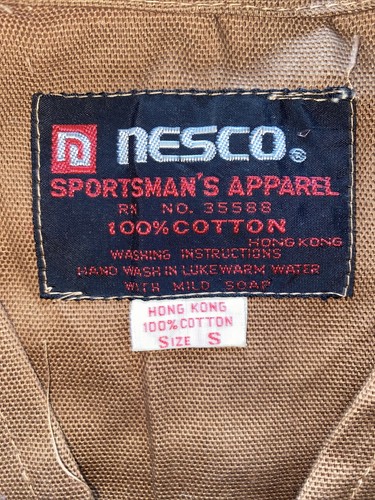 nesco®
SPORTSMAN'S APPAREL
RN NO. 35588
100% COTTON
HONG KONG
WASHING INSTRUCTIONS
HAND WASH IN LUKEWARM WATER
WITH MILD SOAP
HONG KONG
100% COTTON
SIZE S